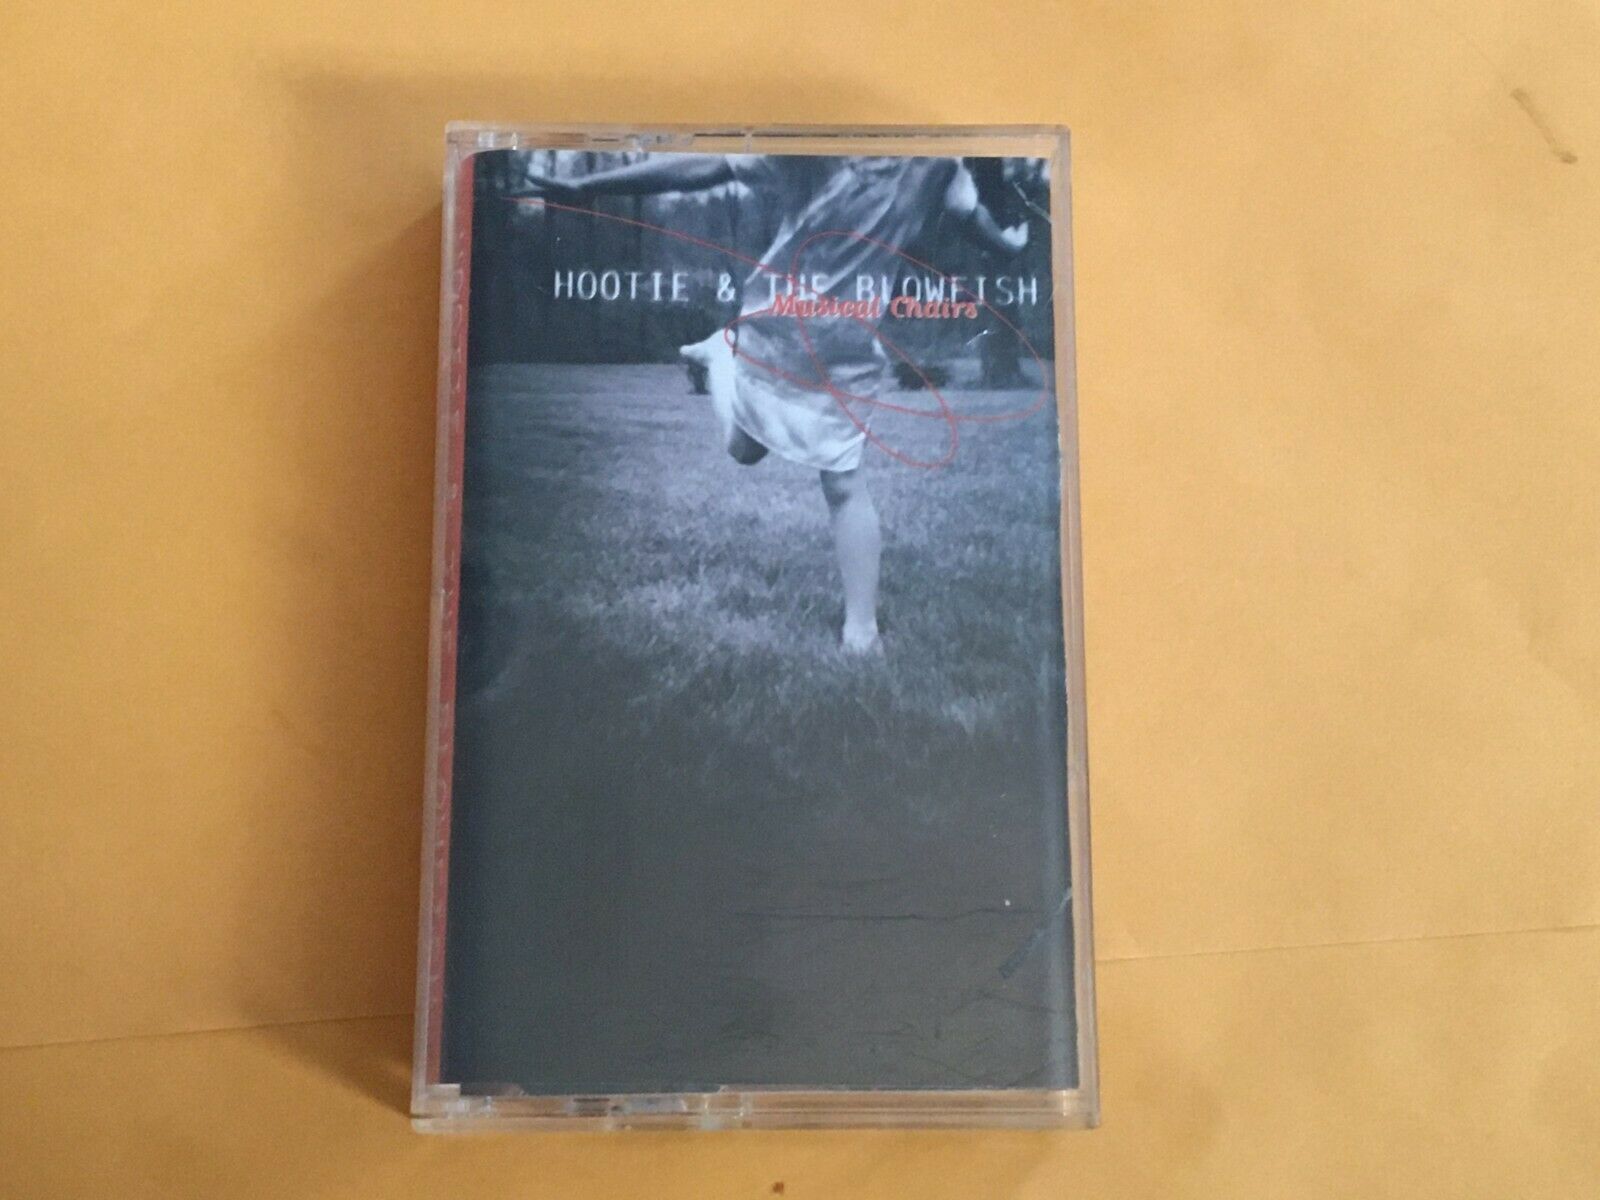 HOOTIE & THE BLOWFISH
Musical Chairs